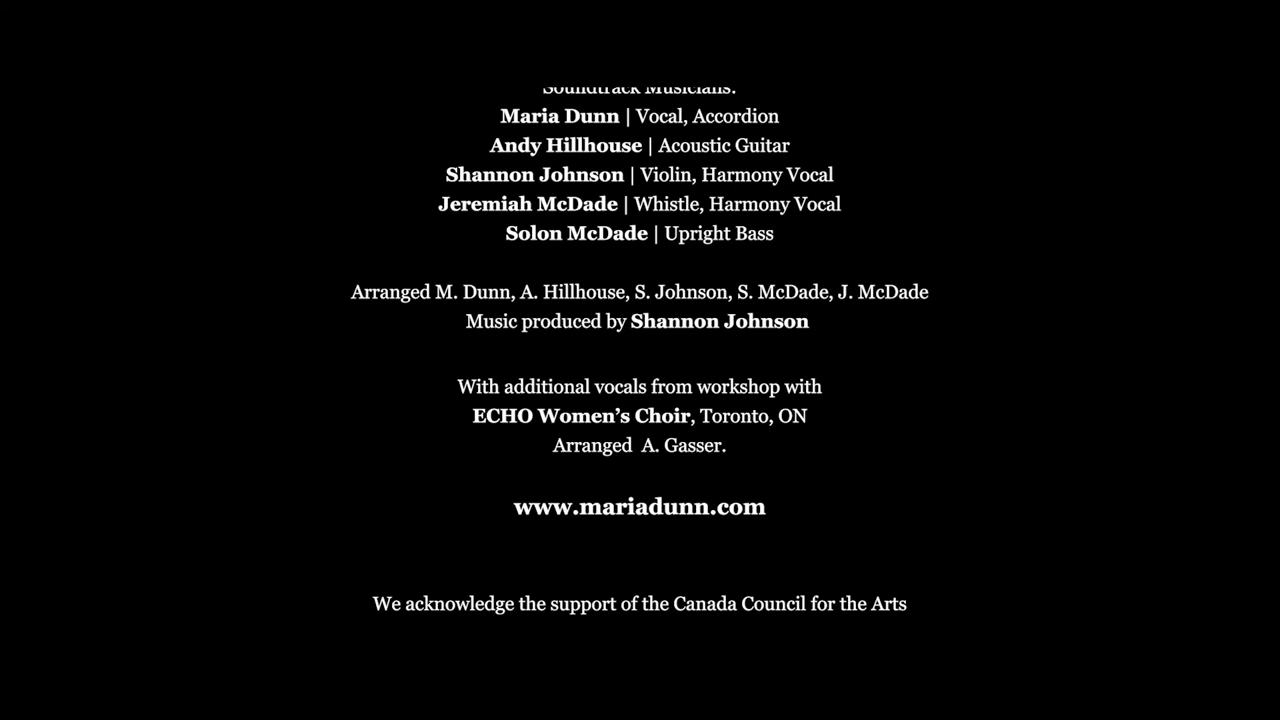 Soundtrack Musicians:
Maria Dunn | Vocal, Accordion
Andy Hillhouse | Acoustic Guitar
Shannon Johnson | Violin, Harmony Vocal
Jeremiah McDade | Whistle, Harmony Vocal
Solon McDade | Upright Bass
Arranged M. Dunn, A. Hillhouse, S. Johnson, S. McDade, J. McDade
Music produced by Shannon Johnson
With additional vocals from workshop with
ECHO Women’s Choir, Toronto, ON
Arranged  A. Gasser.
www.mariadunn.com
We acknowledge the support of the Canada Council for the Arts